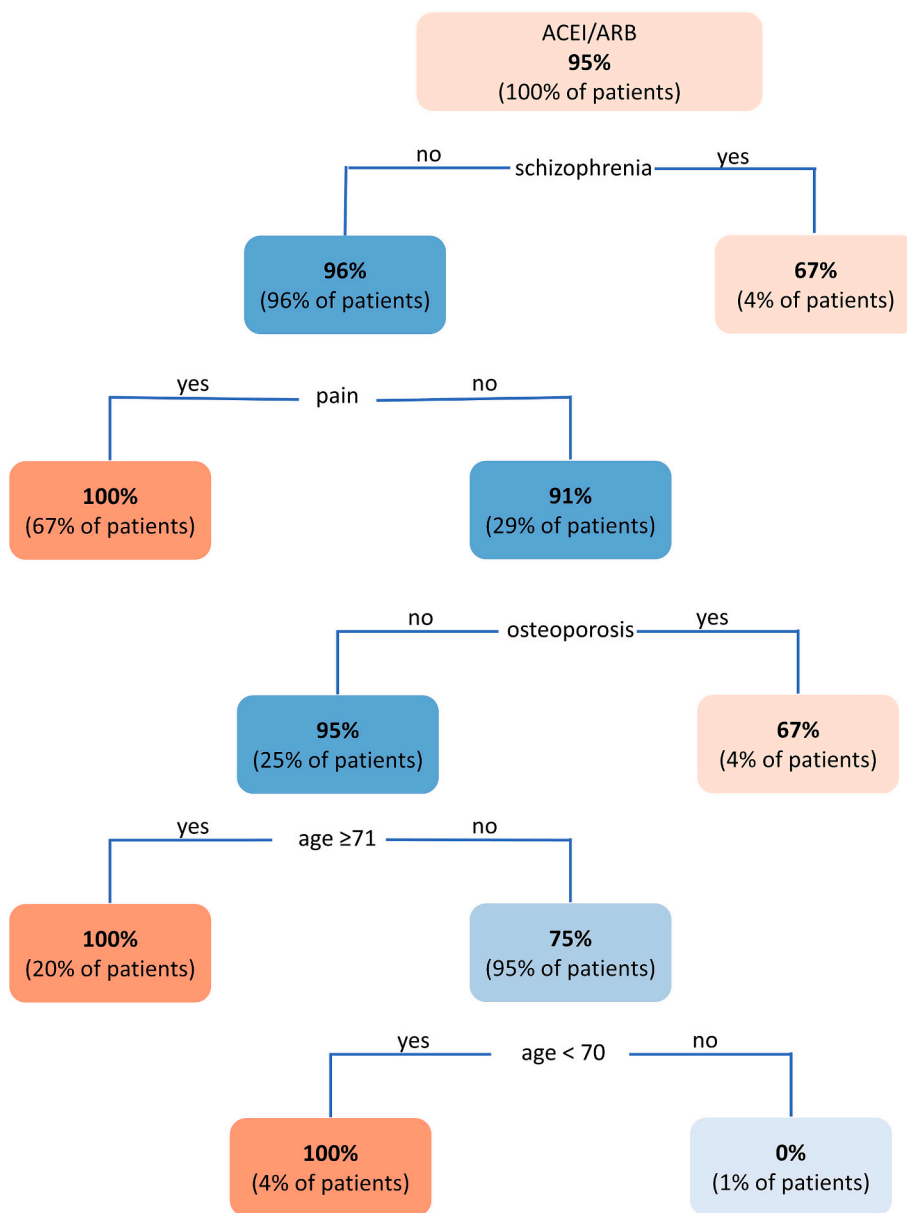 ACEI/ARB
95%
(100% of patients)
no schizophrenia yes
96%
(96% of patients)
67%
(4% of patients)
yes pain no
100%
(67% of patients)
91%
(29% of patients)
no osteoporosis yes
95%
(25% of patients)
67%
(4% of patients)
yes age ≥71 no
100%
(20% of patients)
75%
(95% of patients)
yes age < 70 no
100%
(4% of patients)
0%
(1% of patients)